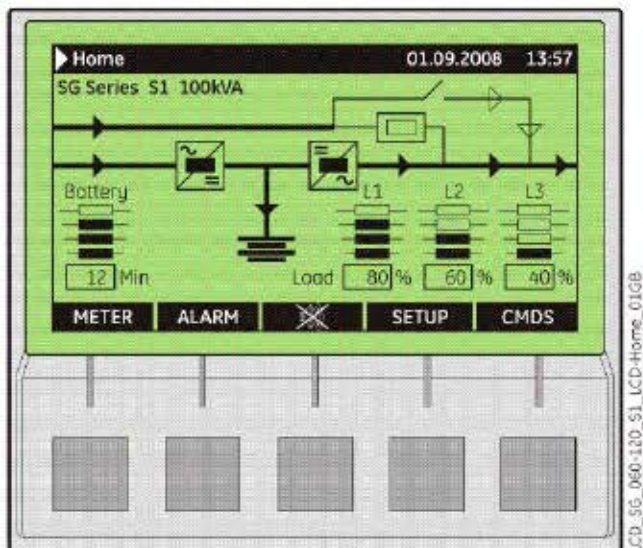 Home 01.09.2008 13:57
SG Series S1 100kVA
Battery L1 L2 L3
12 Min Load 80 % 60 % 40 %
METER ALARM SETUP CMDS
LCD_SG_060-120_S1_LCD-Home_01GB